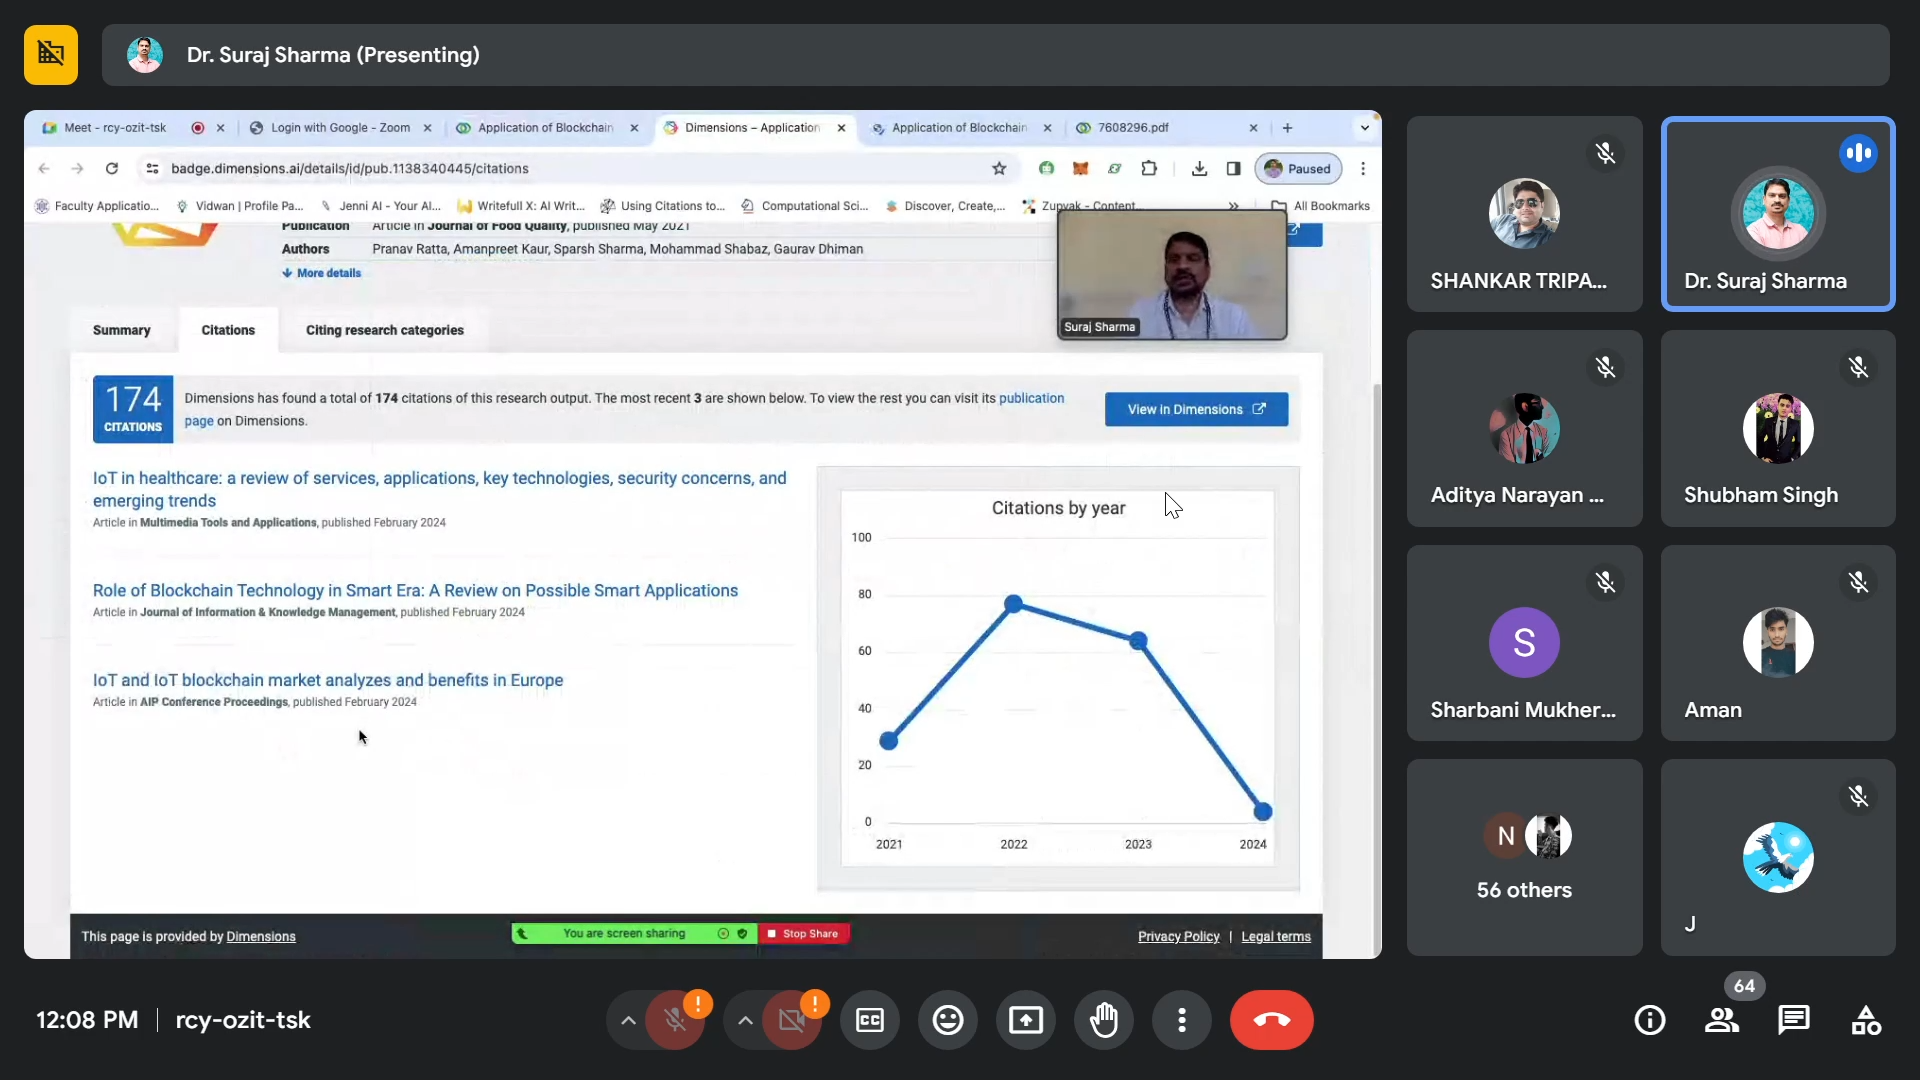 Dr. Suraj Sharma (Presenting)
Meet - rcy-ozit-tsk
Login with Google - Zoom
Application of Blockchain
Dimensions – Application
Application of Blockchain
7608296.pdf
badge.dimensions.ai/details/id/pub.1138340445/citations
Paused
Faculty Applicatio...
Vidwan | Profile Pa...
Jenni AI - Your AI...
Writefull X: AI Writ...
Using Citations to...
Computational Sci...
Discover, Create,...
Zupyak - Content...
»
All Bookmarks
Publication Article in Journal of Food Quality, published May 2021
Authors Pranav Ratta, Amanpreet Kaur, Sparsh Sharma, Mohammad Shabaz, Gaurav Dhiman
More details
Suraj Sharma
Summary
Citations
Citing research categories
174
CITATIONS
Dimensions has found a total of 174 citations of this research output. The most recent 3 are shown below. To view the rest you can visit its publication
page on Dimensions.
View in Dimensions
IoT in healthcare: a review of services, applications, key technologies, security concerns, and
emerging trends
Article in Multimedia Tools and Applications, published February 2024
Role of Blockchain Technology in Smart Era: A Review on Possible Smart Applications
Article in Journal of Information & Knowledge Management, published February 2024
IoT and IoT blockchain market analyzes and benefits in Europe
Article in AIP Conference Proceedings, published February 2024
Citations by year
100
80
60
40
20
0
2021 2022 2023 2024
This page is provided by Dimensions
You are screen sharing
Stop Share
Privacy Policy | Legal terms
SHANKAR TRIPA...
Dr. Suraj Sharma
Aditya Narayan ...
Shubham Singh
S
Sharbani Mukher...
Aman
N
56 others
J
12:08 PM | rcy-ozit-tsk
!
!
CC
64